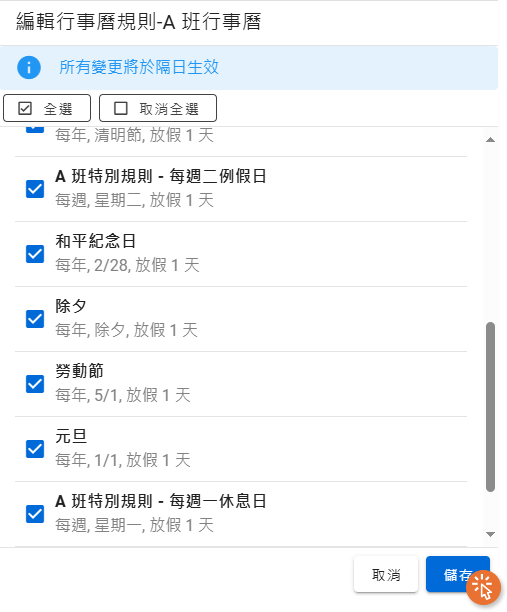 編輯行事曆規則-A 班行事曆
所有變更將於隔日生效
全選
取消全選
每年, 清明節, 放假 1 天
A 班特別規則 - 每週二例假日
每週, 星期二, 放假 1 天
和平紀念日
每年, 2/28, 放假 1 天
除夕
每年, 除夕, 放假 1 天
勞動節
每年, 5/1, 放假 1 天
元旦
每年, 1/1, 放假 1 天
A 班特別規則 - 每週一休息日
每週, 星期一, 放假 1 天
取消
儲存